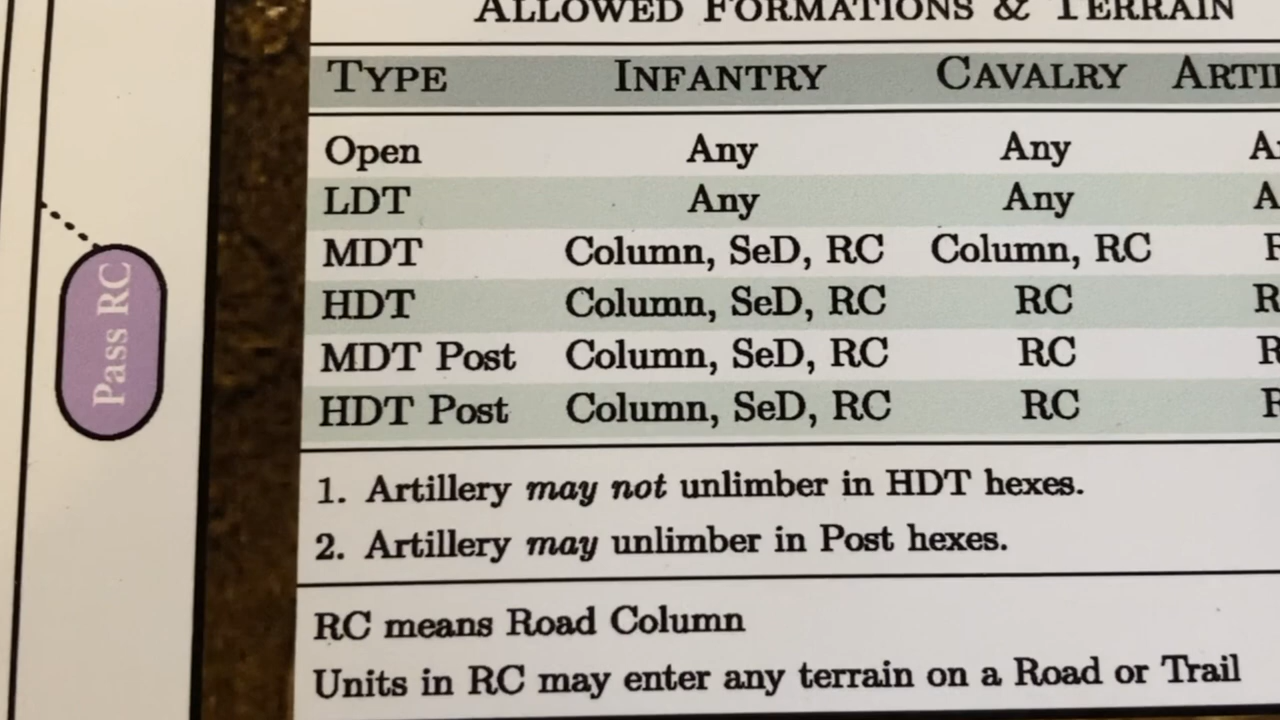 Pass RC
ALLOWED FORMATIONS & TERRAIN
TYPE INFANTRY CAVALRY
Open Any Any
LDT Any Any
MDT Column, SeD, RC Column, RC
HDT Column, SeD, RC RC
MDT Post Column, SeD, RC RC
HDT Post Column, SeD, RC RC
1. Artillery may not unlimber in HDT hexes.
2. Artillery may unlimber in Post hexes.
RC means Road Column
Units in RC may enter any terrain on a Road or Trail